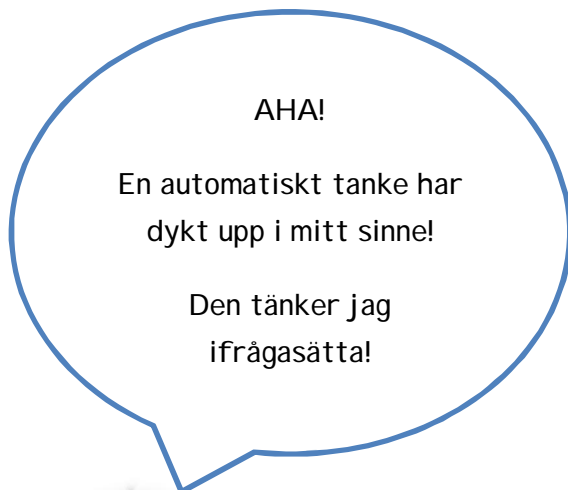 AHA!
En automatiskt tanke har
dykt upp i mitt sinne!
Den tänker jag
ifrågasätta!